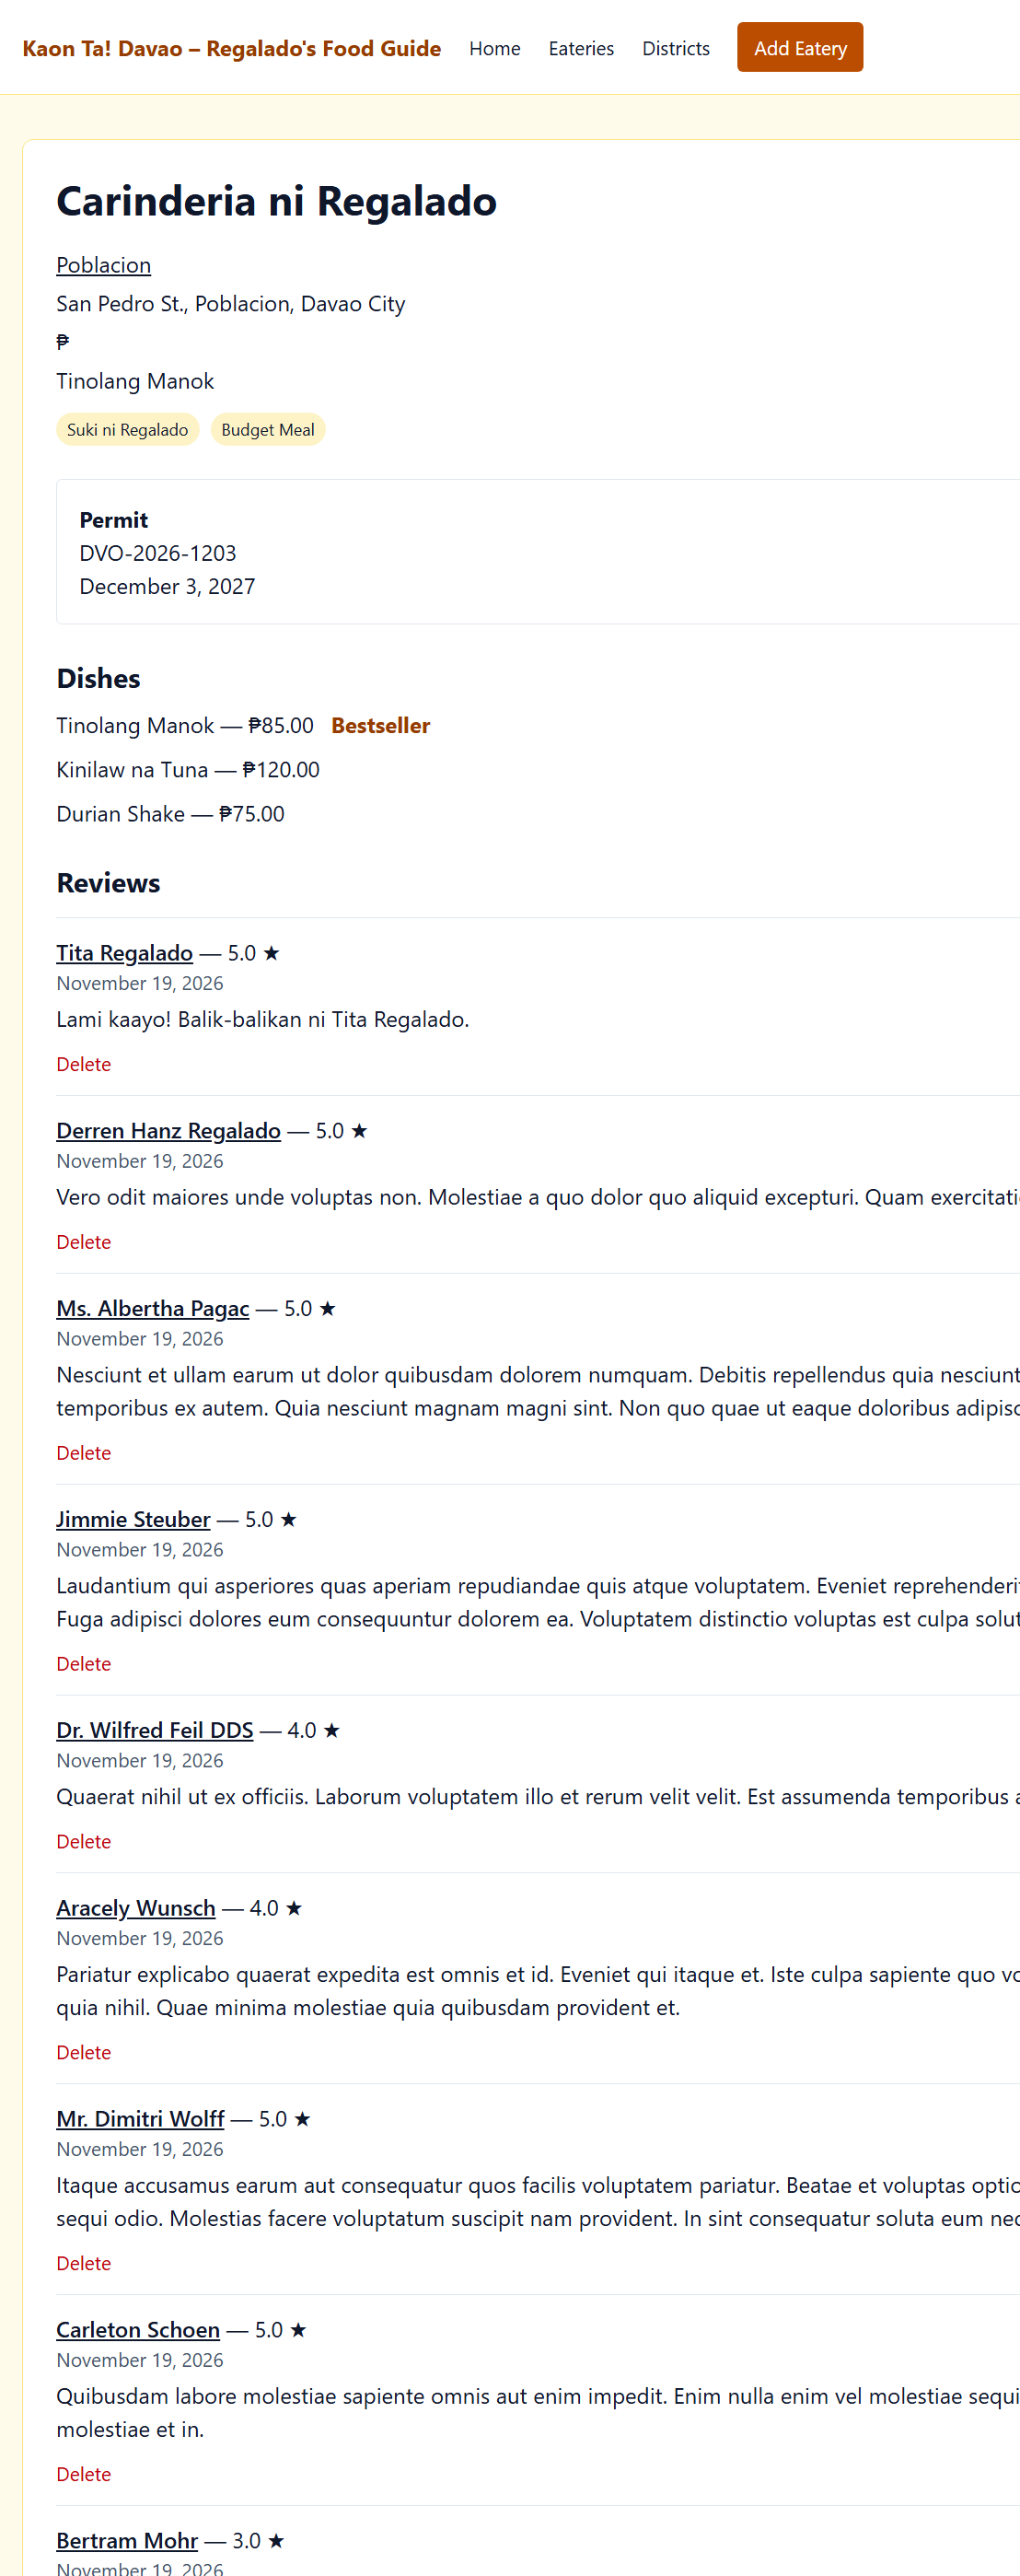 Kaon Ta! Davao – Regalado's Food Guide Home Eateries Districts Add Eatery
Carinderia ni Regalado
Poblacion
San Pedro St., Poblacion, Davao City
₱
Tinolang Manok
Suki ni Regalado Budget Meal
Permit
DVO-2026-1203
December 3, 2027
Dishes
Tinolang Manok — ₱85.00 Bestseller
Kinilaw na Tuna — ₱120.00
Durian Shake — ₱75.00
Reviews
Tita Regalado — 5.0 ★
November 19, 2026
Lami kaayo! Balik-balikan ni Tita Regalado.
Delete
Derren Hanz Regalado — 5.0 ★
November 19, 2026
Vero odit maiores unde voluptas non. Molestiae a quo dolor quo aliquid excepturi. Quam
Delete
Ms. Albertha Pagac — 5.0 ★
November 19, 2026
Nesciunt et ullam earum ut dolor quibusdam dolorem numquam. Debitis repellendus quia nesciunt
temporibus ex autem. Quia nesciunt magnam magni sint. Non quo quae ut eaque doloribus
Delete
Jimmie Steuber — 5.0 ★
November 19, 2026
Laudantium qui asperiores quas aperiam repudiandae quis atque voluptatem. Eveniet
Fuga adipisci dolores eum consequuntur dolorem ea. Voluptatem distinctio voluptas est culpa
Delete
Dr. Wilfred Feil DDS — 4.0 ★
November 19, 2026
Quaerat nihil ut ex officiis. Laborum voluptatem illo et rerum velit velit. Est assumenda temporibus
Delete
Aracely Wunsch — 4.0 ★
November 19, 2026
Pariatur explicabo quaerat expedita est omnis et id. Eveniet qui itaque et. Iste culpa sapiente quo
quia nihil. Quae minima molestiae quia quibusdam provident et.
Delete
Mr. Dimitri Wolff — 5.0 ★
November 19, 2026
Itaque accusamus earum aut consequatur quos facilis voluptatem pariatur. Beatae et voluptas
sequi odio. Molestias facere voluptatum suscipit nam provident. In sint consequatur soluta eum
Delete
Carleton Schoen — 5.0 ★
November 19, 2026
Quibusdam labore molestiae sapiente omnis aut enim impedit. Enim nulla enim vel molestiae sequi
molestiae et in.
Delete
Bertram Mohr — 3.0 ★
November 19, 2026